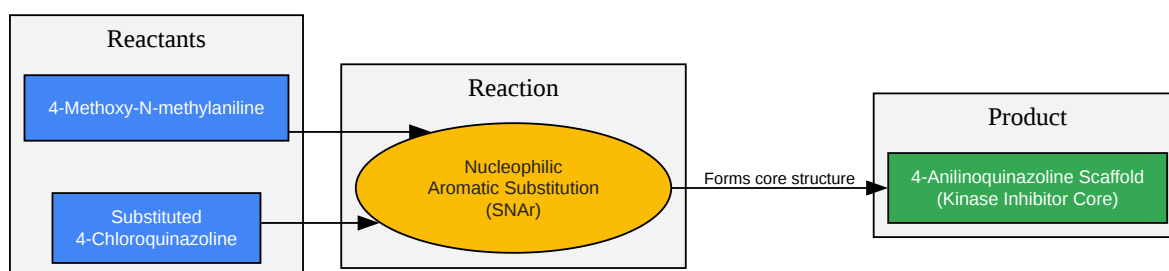 Reactants
4-Methoxy-N-methylaniline
Substituted
4-Chloroquinazoline
Reaction
Nucleophilic
Aromatic Substitution
(SNAr)
Forms core structure
Product
4-Anilinoquinazoline Scaffold
(Kinase Inhibitor Core)